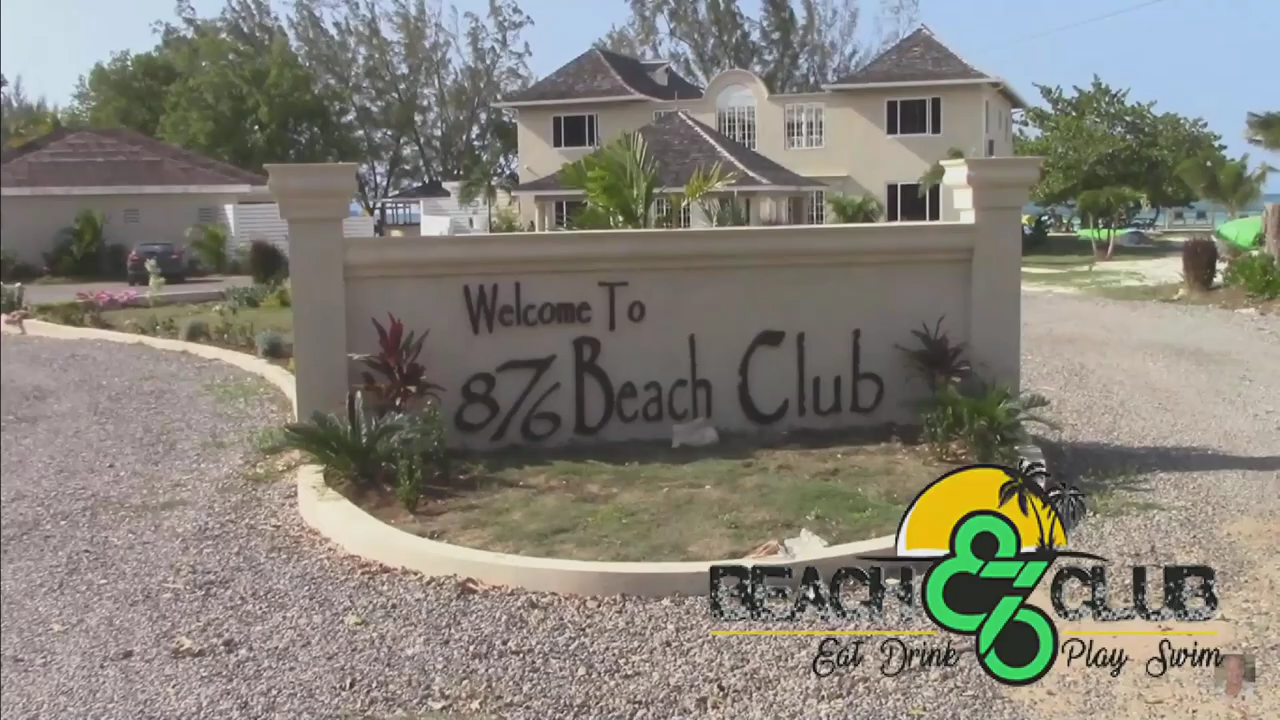 Welcome To
876 Beach Club
BEACH 876 CLUB
Eat Drink Play Swim